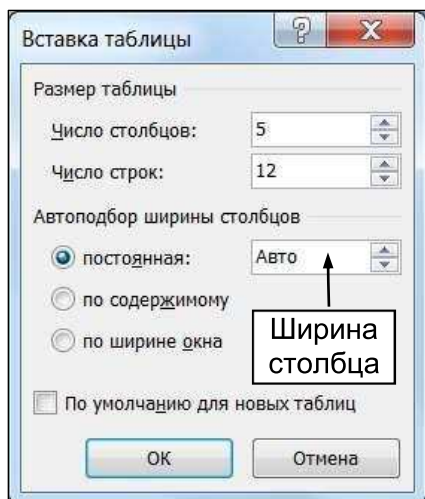 Вставка таблицы
Размер таблицы
Число столбцов: 5
Число строк: 12
Автоподбор ширины столбцов
постоянная: Авто
по содержимому
по ширине окна
Ширина
столбца
По умолчанию для новых таблиц
ОК Отмена